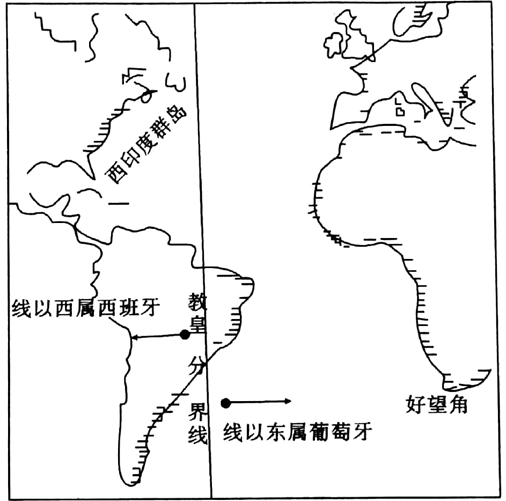 西印度群岛
线以西属西班牙
教皇分界线
好望角
线以东属葡萄牙